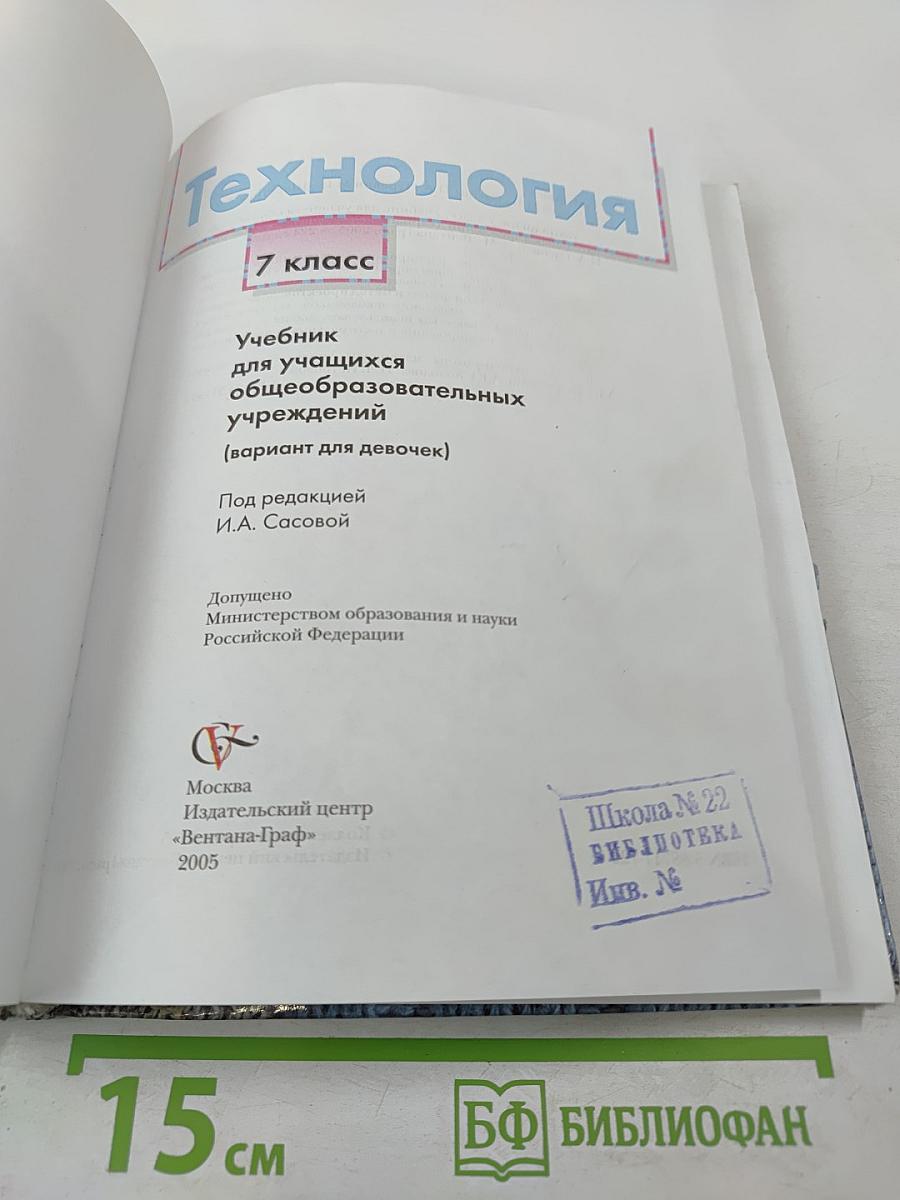 Технология
7 класс
Учебник
для учащихся
общеобразовательных
учреждений
(вариант для девочек)
Под редакцией
И.А. Сасовой
Допущено
Министерством образования и науки
Российской Федерации
Москва
Издательский центр
«Вентана-Граф»
2005
Школа № 22
БИБЛИОТЕКА
Инв. №
15 см
БФ БИБЛИОФАН